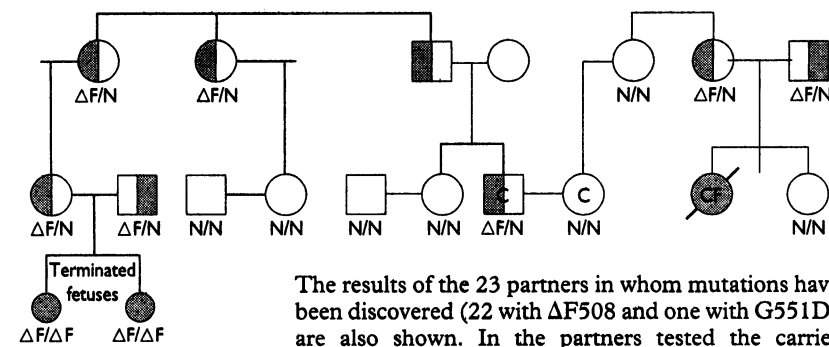 ΔF/N ΔF/N N/N ΔF/N ΔF/N
C C CF
ΔF/N ΔF/N N/N N/N N/N N/N ΔF/N N/N N/N
Terminated
fetuses
ΔF/ΔF ΔF/ΔF
The results of the 23 partners in whom mutations hav
been discovered (22 with ΔF508 and one with G551D
are also shown. In the partners tested the carrie